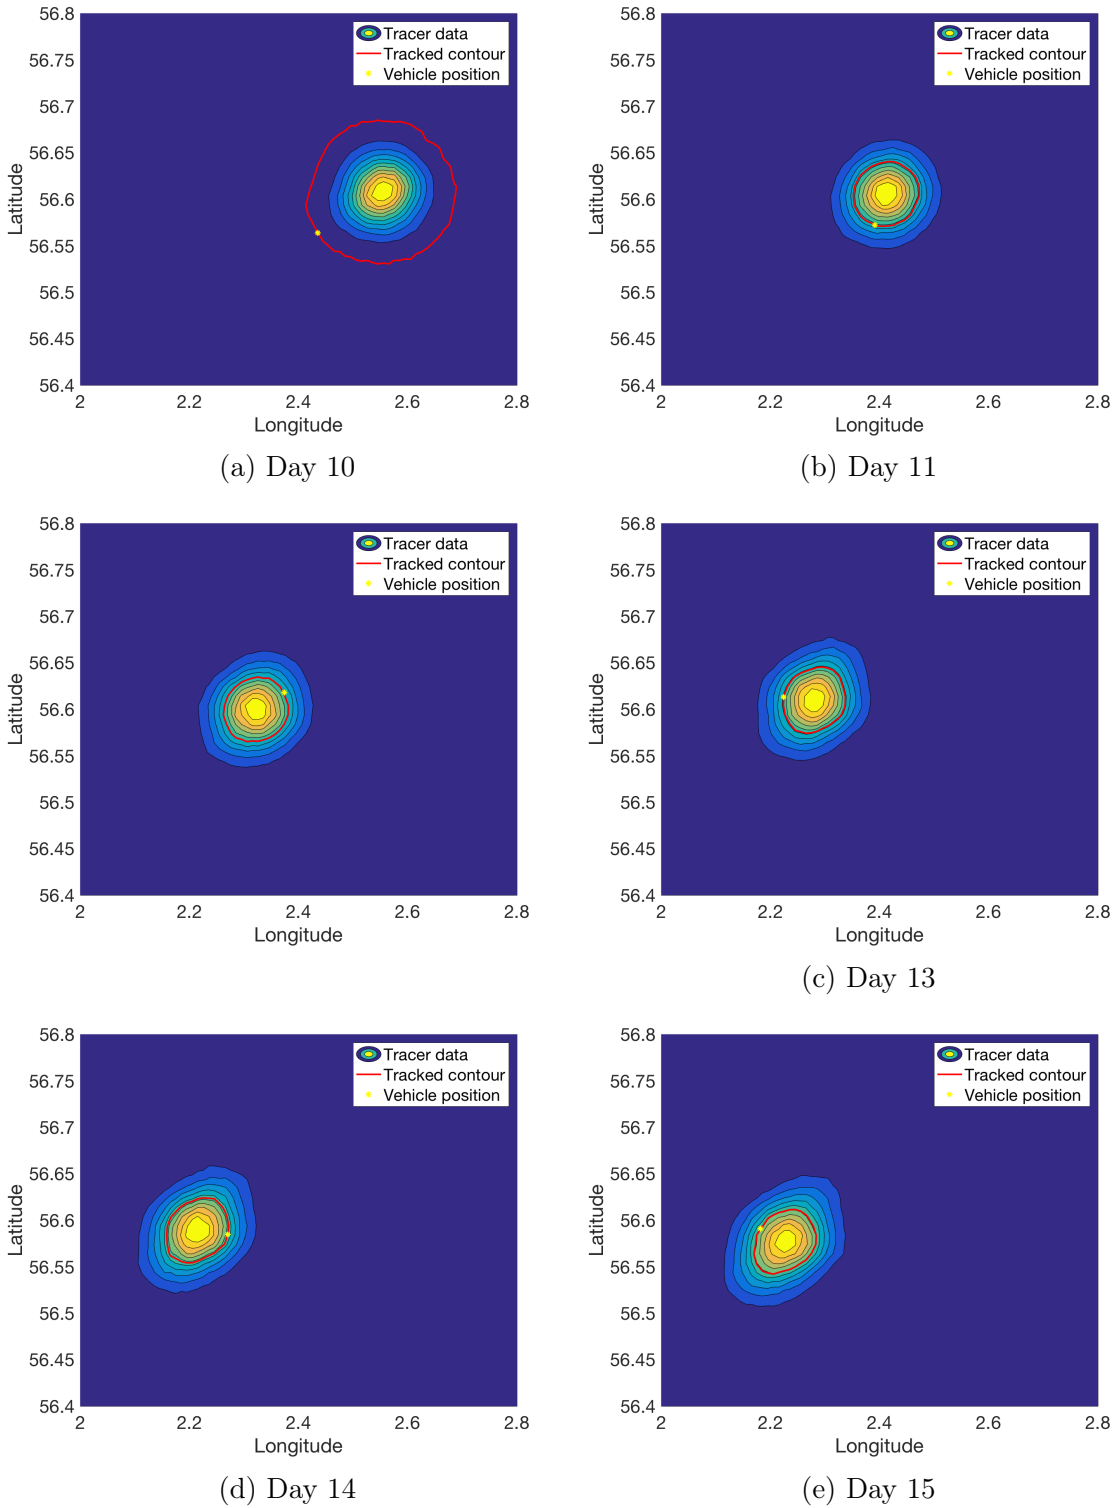 56.8
56.75
56.7
56.65
56.6
56.55
56.5
56.45
56.4
Latitude
2
2.2
2.4
2.6
2.8
Longitude
Tracer data
Tracked contour
Vehicle position
(a) Day 10
56.8
56.75
56.7
56.65
56.6
56.55
56.5
56.45
56.4
Latitude
2
2.2
2.4
2.6
2.8
Longitude
Tracer data
Tracked contour
Vehicle position
(b) Day 11
56.8
56.75
56.7
56.65
56.6
56.55
56.5
56.45
56.4
Latitude
2
2.2
2.4
2.6
2.8
Longitude
Tracer data
Tracked contour
Vehicle position
56.8
56.75
56.7
56.65
56.6
56.55
56.5
56.45
56.4
Latitude
2
2.2
2.4
2.6
2.8
Longitude
Tracer data
Tracked contour
Vehicle position
(c) Day 13
56.8
56.75
56.7
56.65
56.6
56.55
56.5
56.45
56.4
Latitude
2
2.2
2.4
2.6
2.8
Longitude
Tracer data
Tracked contour
Vehicle position
(d) Day 14
56.8
56.75
56.7
56.65
56.6
56.55
56.5
56.45
56.4
Latitude
2
2.2
2.4
2.6
2.8
Longitude
Tracer data
Tracked contour
Vehicle position
(e) Day 15